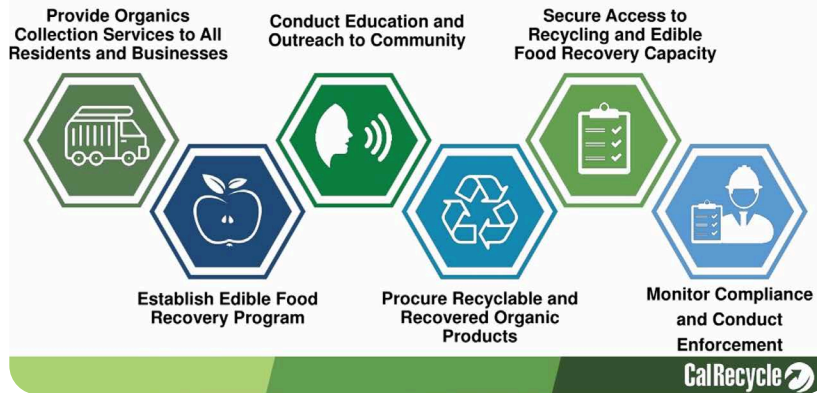 Provide Organics
Collection Services to All
Residents and Businesses
Conduct Education and
Outreach to Community
Secure Access to
Recycling and Edible
Food Recovery Capacity
Establish Edible Food
Recovery Program
Procure Recyclable and
Recovered Organic
Products
Monitor Compliance
and Conduct
Enforcement
CalRecycle